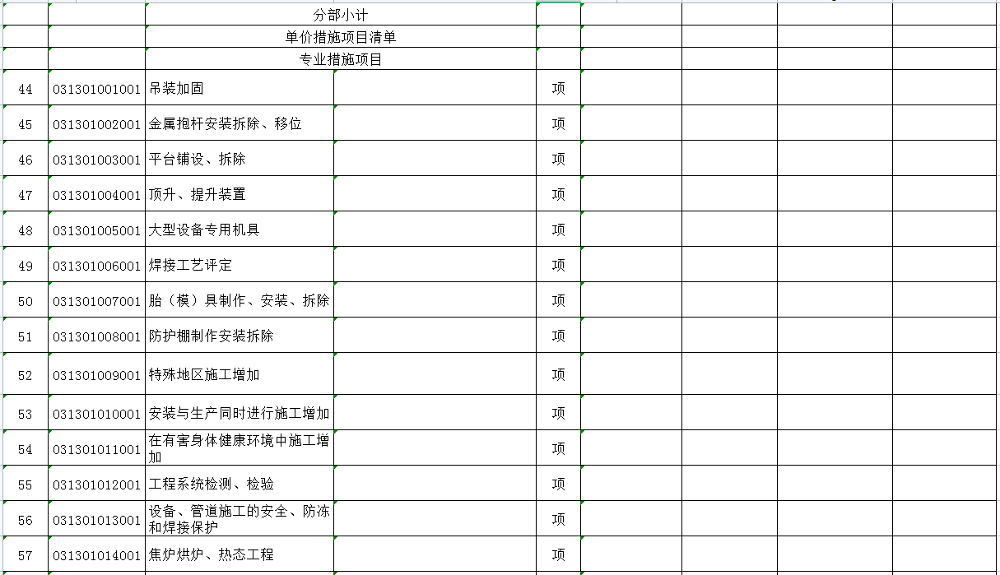 分部小计
单价措施项目清单
专业措施项目
44 031301001001 吊装加固 项
45 031301002001 金属抱杆安装拆除、移位 项
46 031301003001 平台铺设、拆除 项
47 031301004001 顶升、提升装置 项
48 031301005001 大型设备专用机具 项
49 031301006001 焊接工艺评定 项
50 031301007001 胎（模）具制作、安装、拆除 项
51 031301008001 防护棚制作安装拆除 项
52 031301009001 特殊地区施工增加 项
53 031301010001 安装与生产同时进行施工增加 项
54 031301011001 在有害身体健康环境中施工增 项
加
55 031301012001 工程系统检测、检验 项
56 031301013001 设备、管道施工的安全、防冻 项
和焊接保护
57 031301014001 焦炉烘炉、热态工程 项